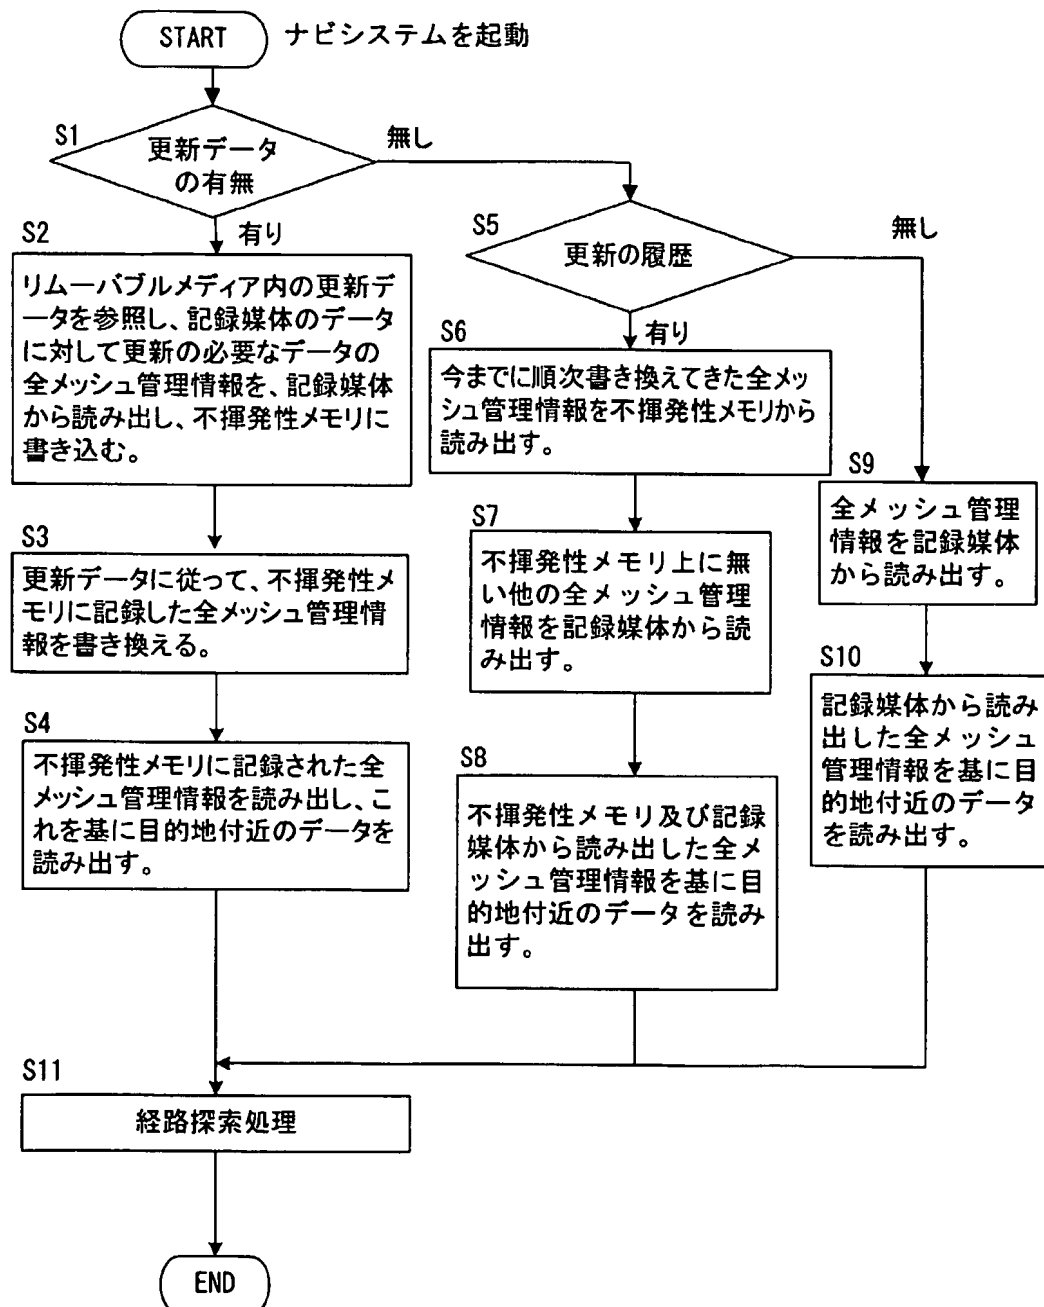 START
ナビシステムを起動
S1
更新データ
の有無
無し
有り
S2
リムーバブルメディア内の更新デ
ータを参照し、記録媒体のデータ
に対して更新の必要なデータの
全メッシュ管理情報を、記録媒体
から読み出し、不揮発性メモリに
書き込む。
S3
更新データに従って、不揮発性メ
モリに記録した全メッシュ管理情
報を書き換える。
S4
不揮発性メモリに記録された全
メッシュ管理情報を読み出し、こ
れを基に目的地付近のデータを
読み出す。
S5
更新の履歴
無し
有り
S6
今までに順次書き換えてきた全メッ
シュ管理情報を不揮発性メモリから
読み出す。
S7
不揮発性メモリ上に無
い他の全メッシュ管理
情報を記録媒体から読
み出す。
S8
不揮発性メモリ及び記録
媒体から読み出した全メ
ッシュ管理情報を基に目
的地付近のデータを読み
出す。
S9
全メッシュ管理
情報を記録媒体
から読み出す。
S10
記録媒体から読み
出した全メッシュ
管理情報を基に目
的地付近のデータ
を読み出す。
S11
経路探索処理
END